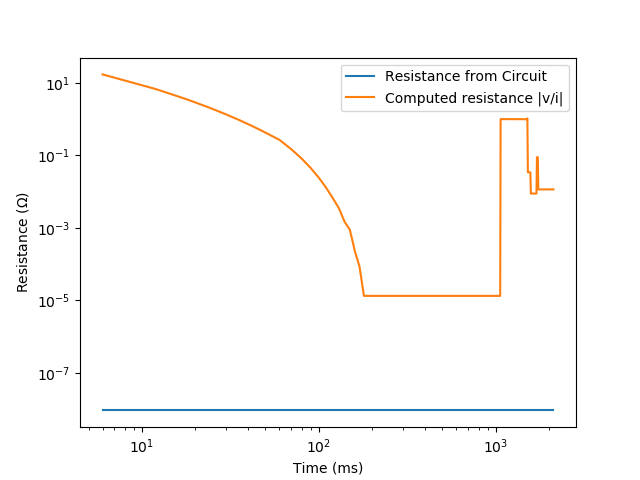 Resistance from Circuit
Computed resistance |v/i|
10¹
10⁻¹
10⁻³
10⁻⁵
10⁻⁷
Resistance (Ω)
10¹
10²
10³
Time (ms)